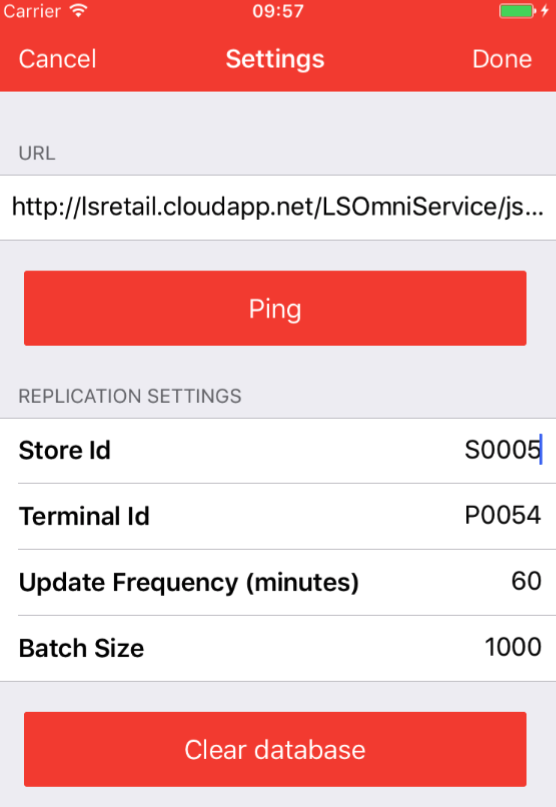 Carrier 09:57
Cancel Settings Done
URL
http://lsretail.cloudapp.net/LSOmniService/js...
Ping
REPLICATION SETTINGS
Store Id S0005
Terminal Id P0054
Update Frequency (minutes) 60
Batch Size 1000
Clear database